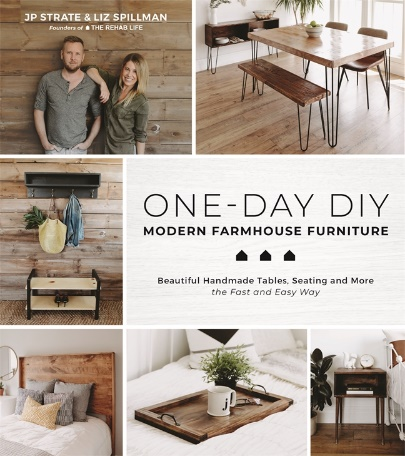 JP STRATE & LIZ SPILLMAN
Founders of THE REHAB LIFE
ONE-DAY DIY
MODERN FARMHOUSE FURNITURE
Beautiful Handmade Tables, Seating and More
the Fast and Easy Way
j